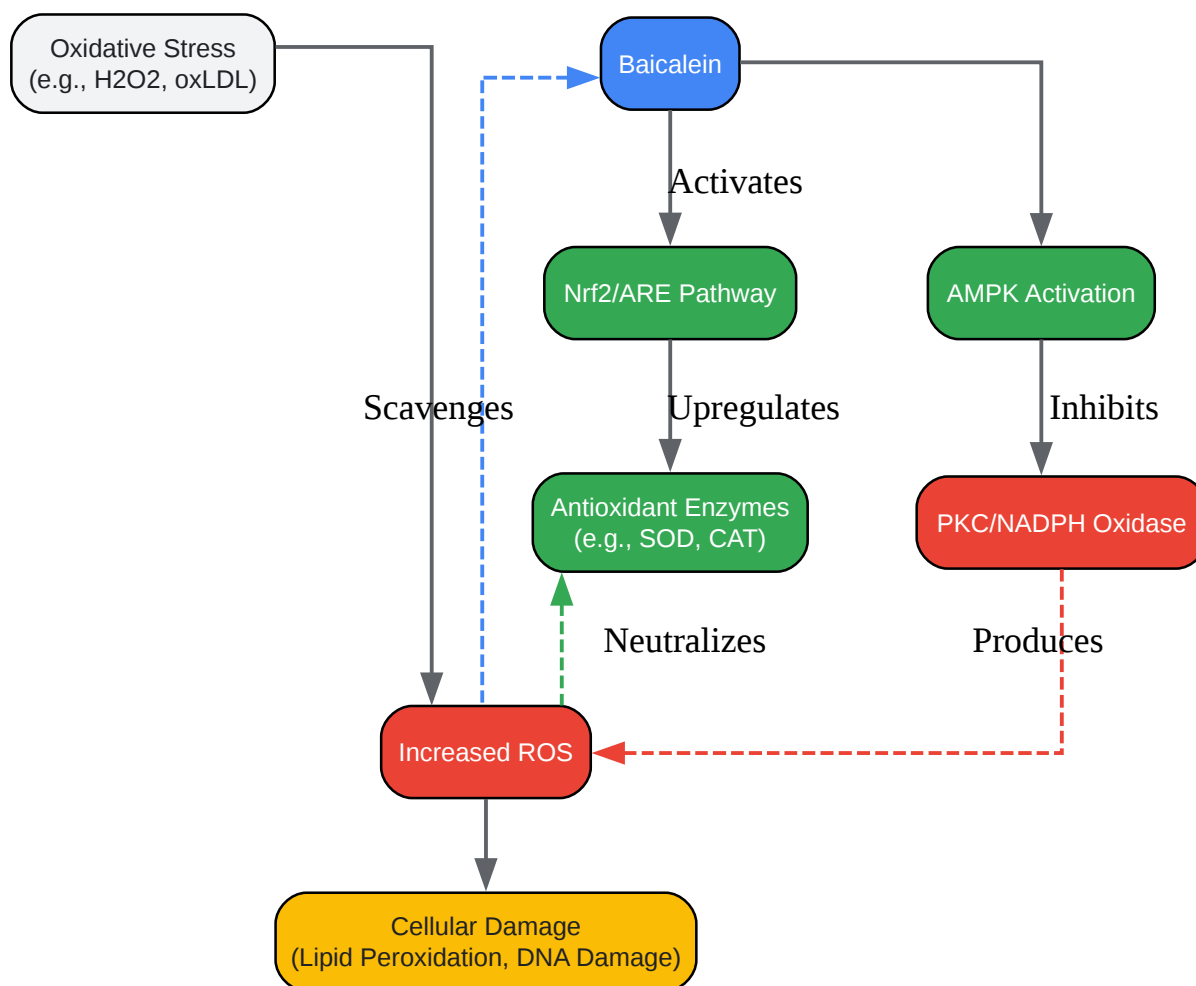 Oxidative Stress
(e.g., H2O2, oxLDL)
Baicalein
Activates
Nrf2/ARE Pathway
AMPK Activation
Scavenges
Upregulates
Inhibits
Antioxidant Enzymes
(e.g., SOD, CAT)
PKC/NADPH Oxidase
Neutralizes
Produces
Increased ROS
Cellular Damage
(Lipid Peroxidation, DNA Damage)